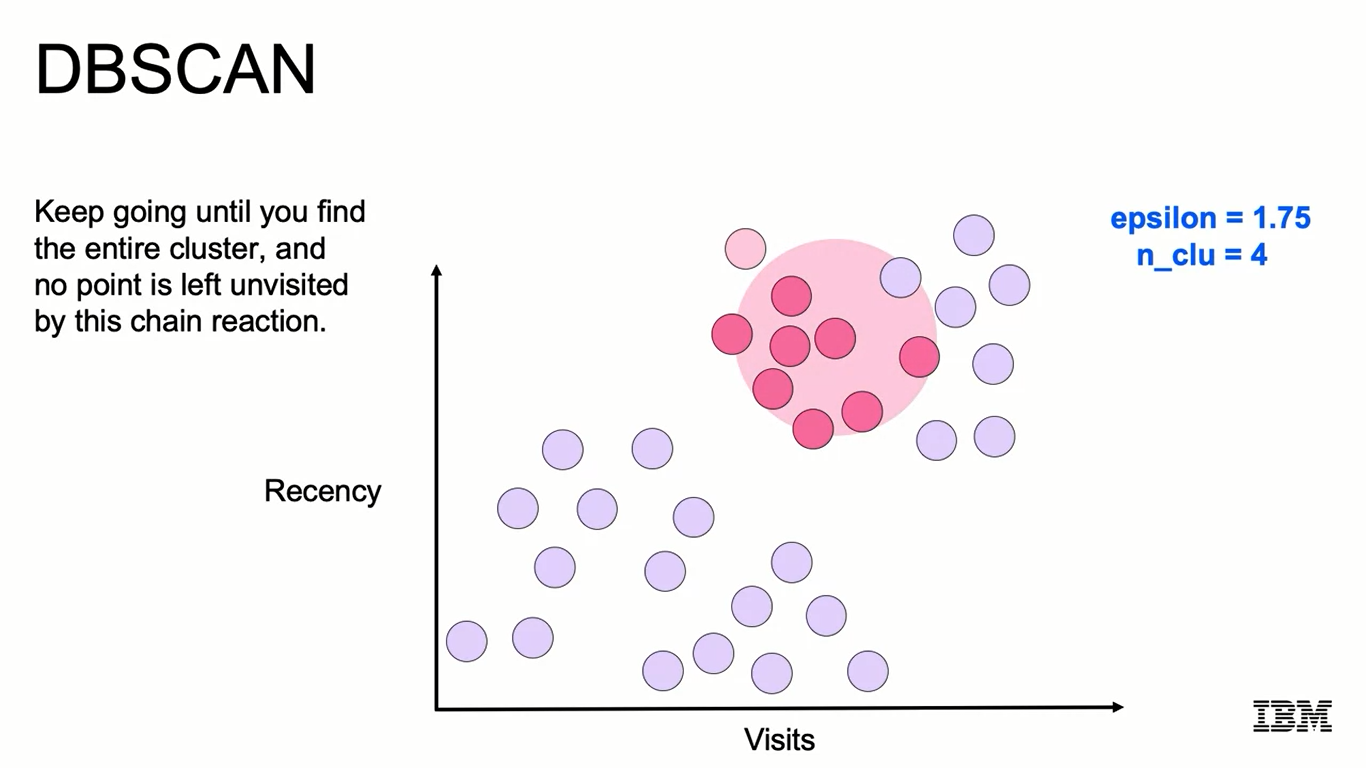 DBSCAN
Keep going until you find
the entire cluster, and
no point is left unvisited
by this chain reaction.
epsilon = 1.75
n_clu = 4
Recency
Visits
IBM